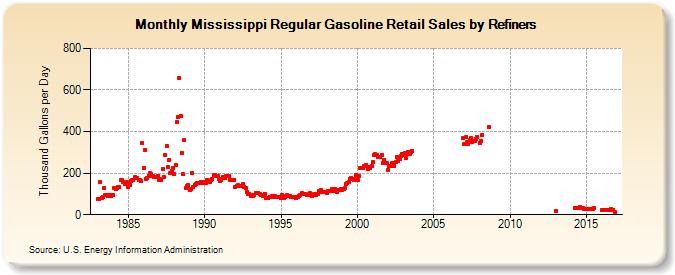 Monthly Mississippi Regular Gasoline Retail Sales by Refiners
Thousand Gallons per Day
800
600
400
200
0
1985 1990 1995 2000 2005 2010 2015
Source: U.S. Energy Information Administration